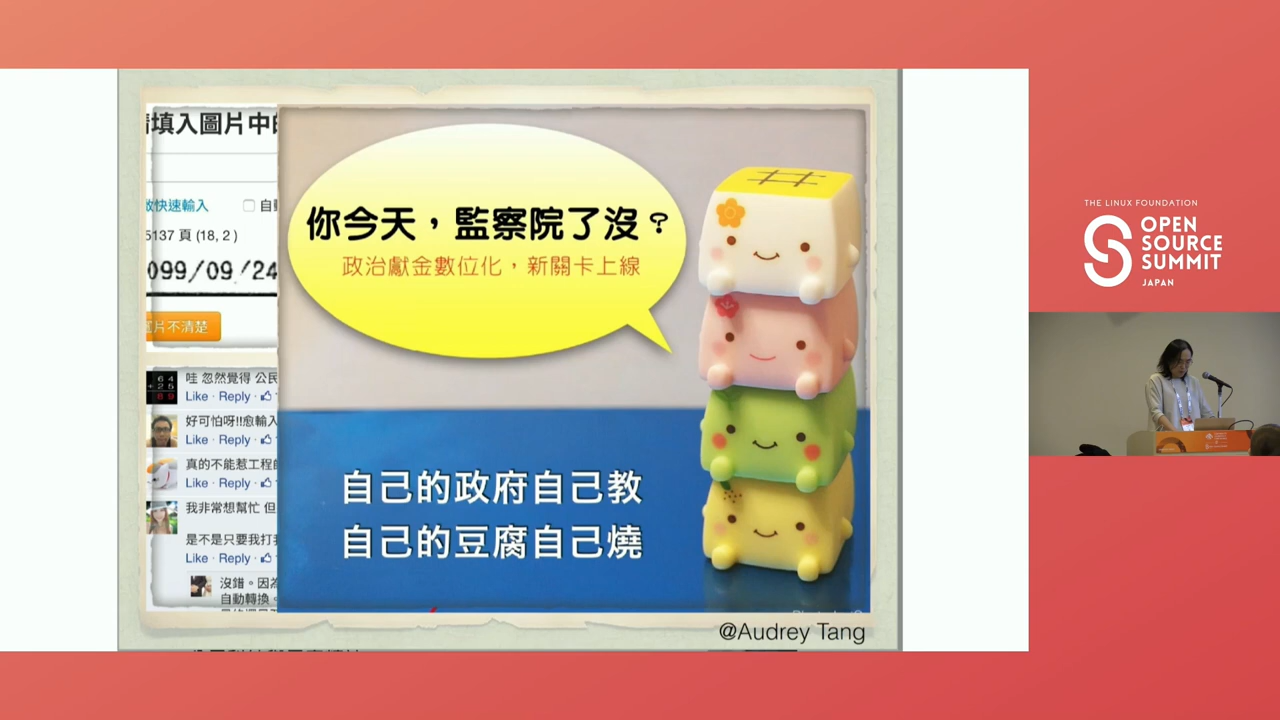 請填入圖片中的
快速輸入
5137 頁 (18, 2 )
099/09/24
圖片不清楚
哇 忽然覺得 公民
Like · Reply ·
好可怕呀!!愈輸入
Like · Reply ·
真的不能惹工程師
Like · Reply ·
我非常想幫忙 但
是不是只要我打
Like · Reply ·
沒錯。因為
自動轉換。
你今天，監察院了沒？
政治獻金數位化，新關卡上線
自己的政府自己教
自己的豆腐自己燒
@Audrey Tang
THE LINUX FOUNDATION
OPEN
SOURCE
SUMMIT
JAPAN